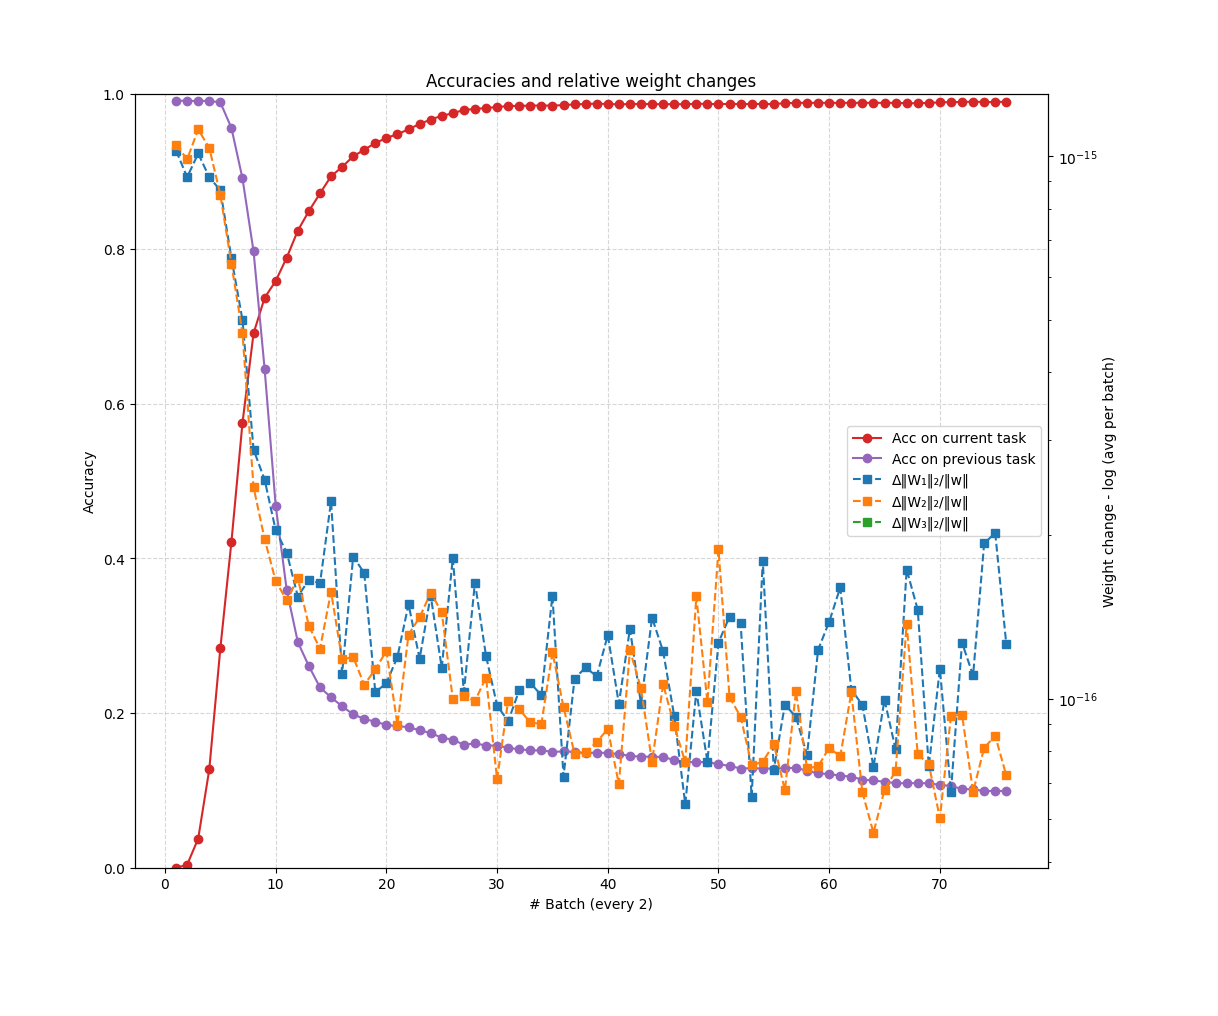 Accuracies and relative weight changes
1.0
0.8
0.6
0.4
0.2
0.0
Accuracy
0
10
20
30
40
50
60
70
# Batch (every 2)
10⁻¹⁵
10⁻¹⁶
Weight change - log (avg per batch)
Acc on current task
Acc on previous task
Δ‖W₁‖₂/‖w‖
Δ‖W₂‖₂/‖w‖
Δ‖W₃‖₂/‖w‖